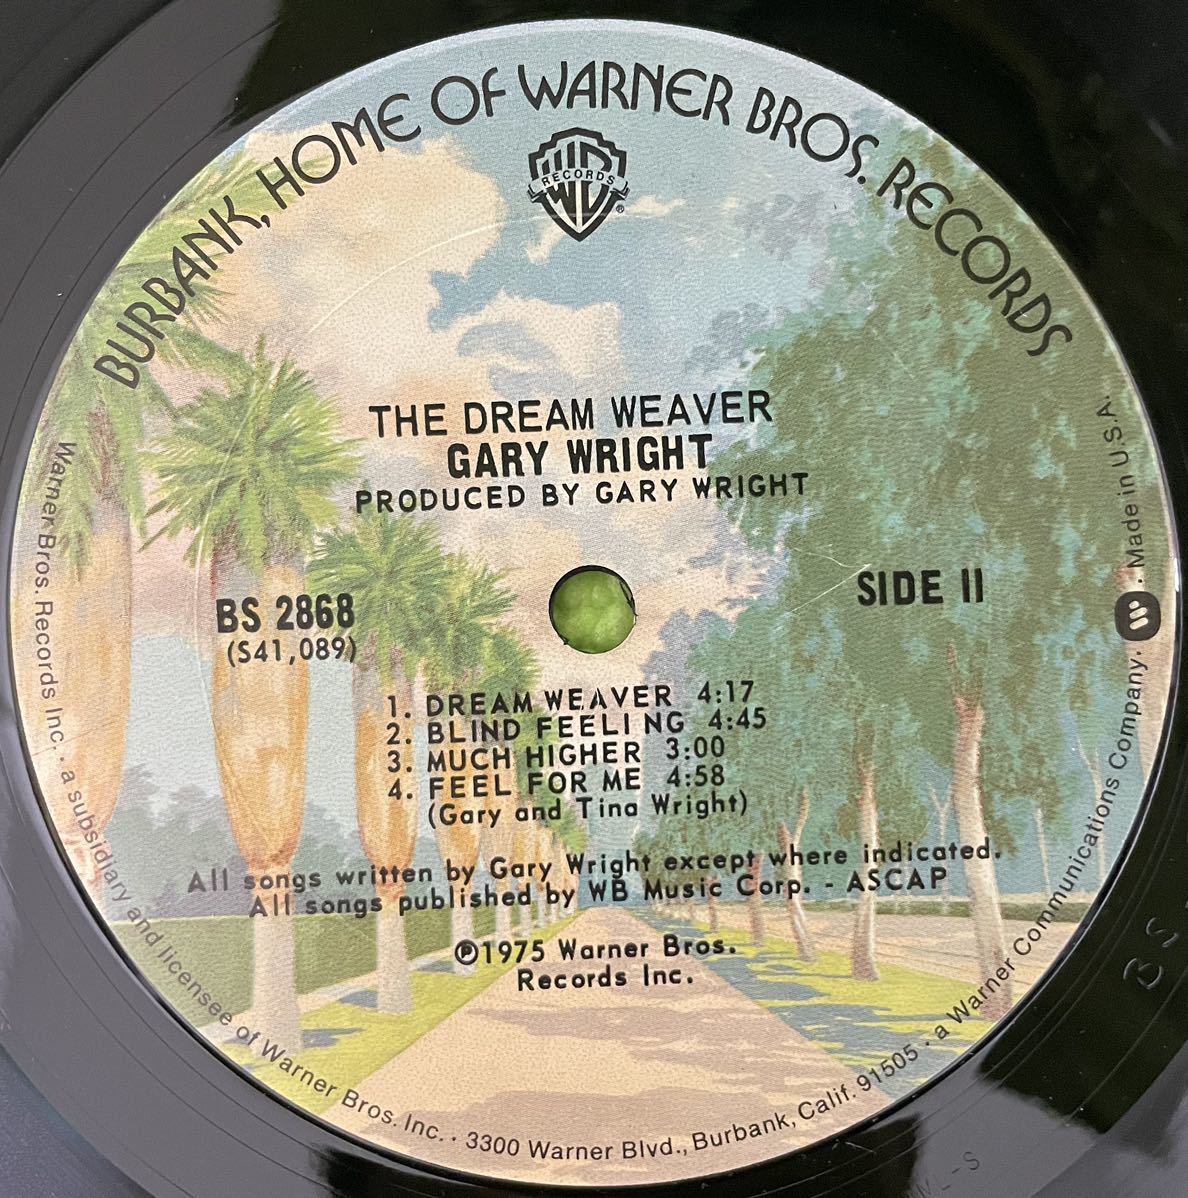 BURBANK, HOME OF WARNER BROS. RECORDS
WB
RECORDS
®
THE DREAM WEAVER
GARY WRIGHT
PRODUCED BY GARY WRIGHT
BS 2868
(S41,089)
SIDE II
1. DREAM WEAVER 4:17
2. BLIND FEELING 4:45
3. MUCH HIGHER 3:00
4. FEEL FOR ME 4:58
(Gary and Tina Wright)
All songs written by Gary Wright except where indicated.
All songs published by WB Music Corp. - ASCAP
℗1975 Warner Bros.
Records Inc.
Warner Bros. Records Inc. · a subsidiary and licensee of Warner Bros. Inc. · 3300 Warner Blvd., Burbank, Calif. 91505 · a Warner Communications Company. · Made in U.S.A.
BS